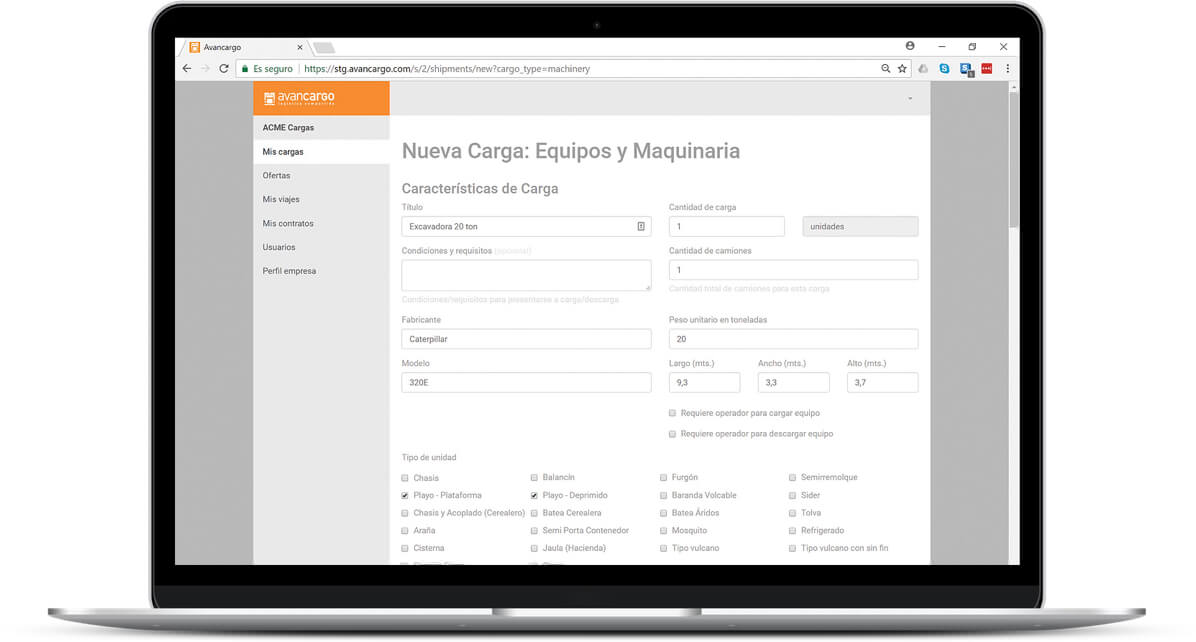 Avancargo
Es seguro
https://stg.avancargo.com/s/2/shipments/new?cargo_type=machinery
avancargo
logística compartida
ACME Cargas
Mis cargas
Ofertas
Mis viajes
Mis contratos
Usuarios
Perfil empresa
Nueva Carga: Equipos y Maquinaria
Características de Carga
Título
Cantidad de carga
Excavadora 20 ton
1
unidades
Condiciones y requisitos (opcional)
Cantidad de camiones
1
Condiciones/requisitos para presentarse a carga/descarga
Cantidad total de camiones para esta carga
Fabricante
Peso unitario en toneladas
Caterpillar
20
Modelo
Largo (mts.) Ancho (mts.) Alto (mts.)
320E
9,3 3,3 3,7
Requiere operador para cargar equipo
Requiere operador para descargar equipo
Tipo de unidad
Chasis Balancín Furgón Semirremolque
Playo - Plataforma Playo - Deprimido Baranda Volcable Sider
Chasis y Acoplado (Cerealero) Batea Cerealera Batea Áridos Tolva
Araña Semi Porta Contenedor Mosquito Refrigerado
Cisterna Jaula (Hacienda) Tipo vulcano Tipo vulcano con sin fin